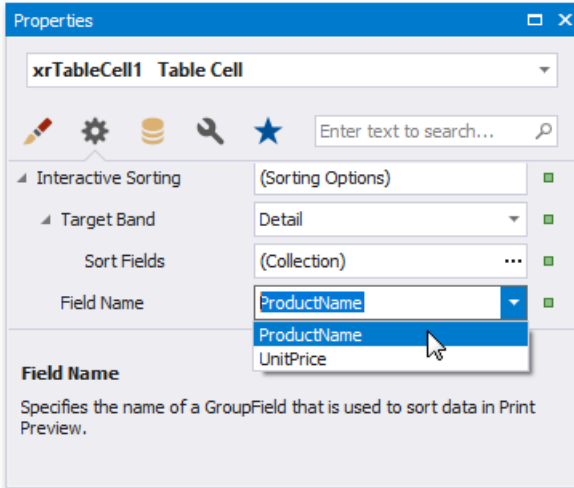 Properties
xrTableCell1 Table Cell
Enter text to search...
Interactive Sorting (Sorting Options)
Target Band Detail
Sort Fields (Collection) ...
Field Name ProductName
ProductName
UnitPrice
Field Name
Specifies the name of a GroupField that is used to sort data in Print
Preview.